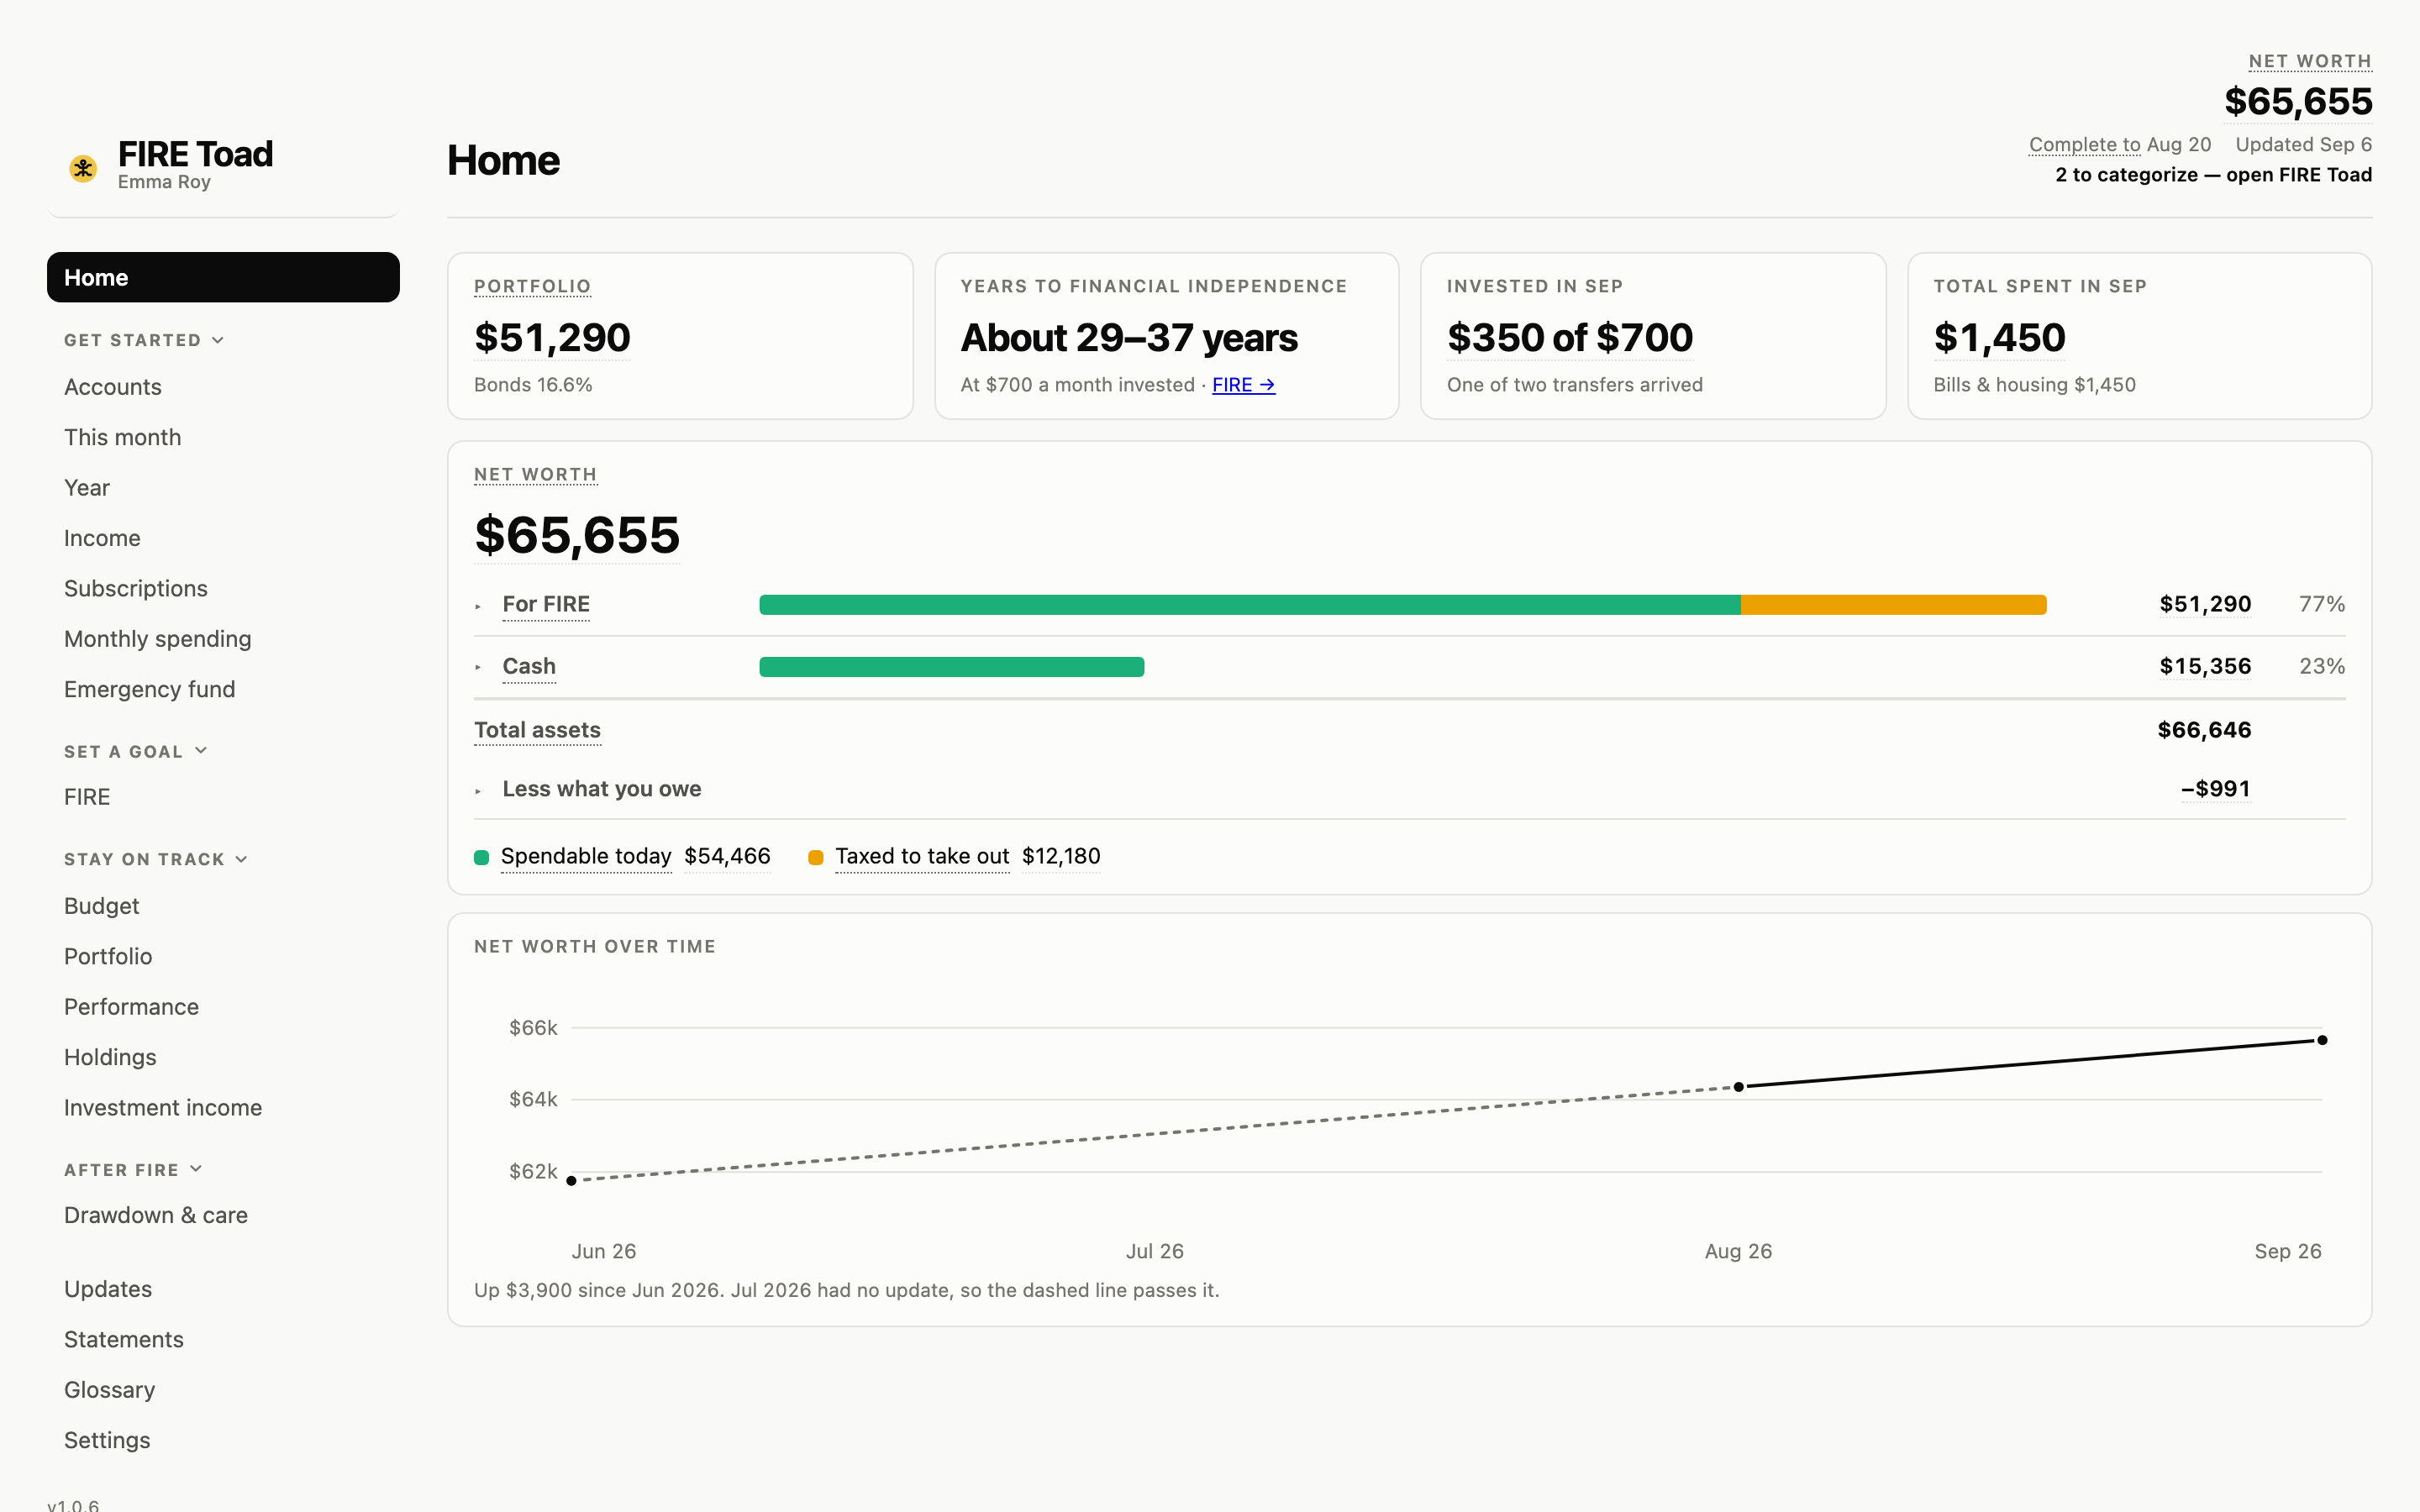 NET WORTH
$65,655
Complete to Aug 20 Updated Sep 6
2 to categorize — open FIRE Toad
FIRE Toad
Emma Roy
Home
Home
GET STARTED
Accounts
This month
Year
Income
Subscriptions
Monthly spending
Emergency fund
SET A GOAL
FIRE
STAY ON TRACK
Budget
Portfolio
Performance
Holdings
Investment income
AFTER FIRE
Drawdown & care
Updates
Statements
Glossary
Settings
v1.0.6
PORTFOLIO
$51,290
Bonds 16.6%
YEARS TO FINANCIAL INDEPENDENCE
About 29–37 years
At $700 a month invested · FIRE →
INVESTED IN SEP
$350 of $700
One of two transfers arrived
TOTAL SPENT IN SEP
$1,450
Bills & housing $1,450
NET WORTH
$65,655
For FIRE $51,290 77%
Cash $15,356 23%
Total assets $66,646
Less what you owe –$991
Spendable today $54,466 Taxed to take out $12,180
NET WORTH OVER TIME
$66k
$64k
$62k
Jun 26 Jul 26 Aug 26 Sep 26
Up $3,900 since Jun 2026. Jul 2026 had no update, so the dashed line passes it.